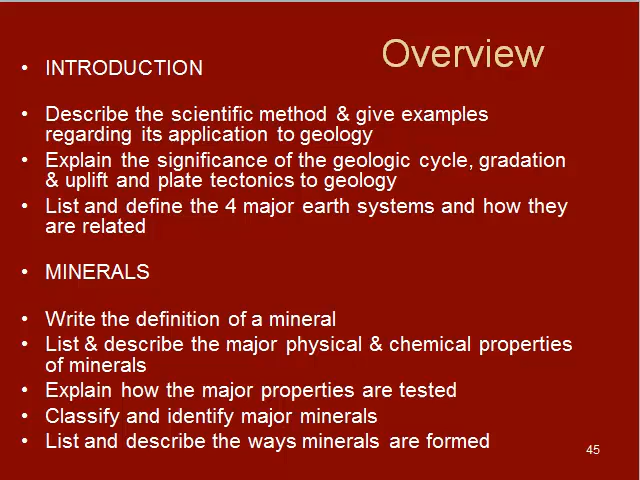 Overview
• INTRODUCTION
• Describe the scientific method & give examples
regarding its application to geology
• Explain the significance of the geologic cycle, gradation
& uplift and plate tectonics to geology
• List and define the 4 major earth systems and how they
are related
• MINERALS
• Write the definition of a mineral
• List & describe the major physical & chemical properties
of minerals
• Explain how the major properties are tested
• Classify and identify major minerals
• List and describe the ways minerals are formed
45